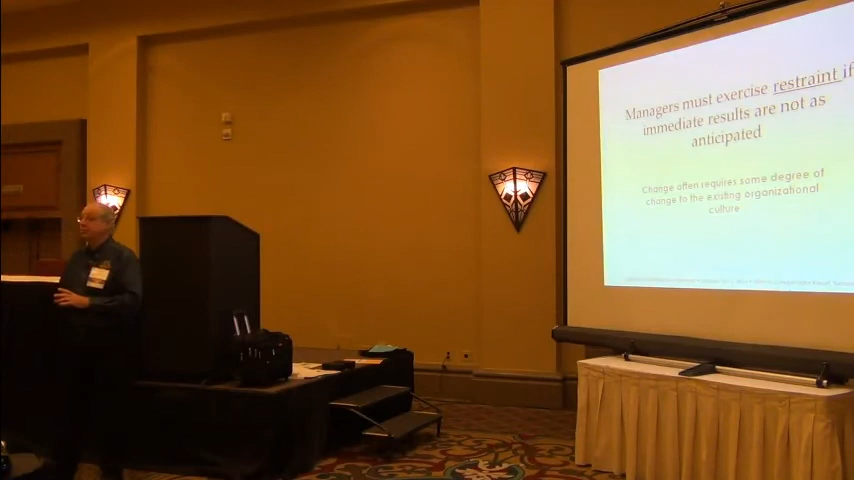 Managers must exercise restraint if
immediate results are not as
anticipated
Change often requires some degree of
change to the existing organizational
culture